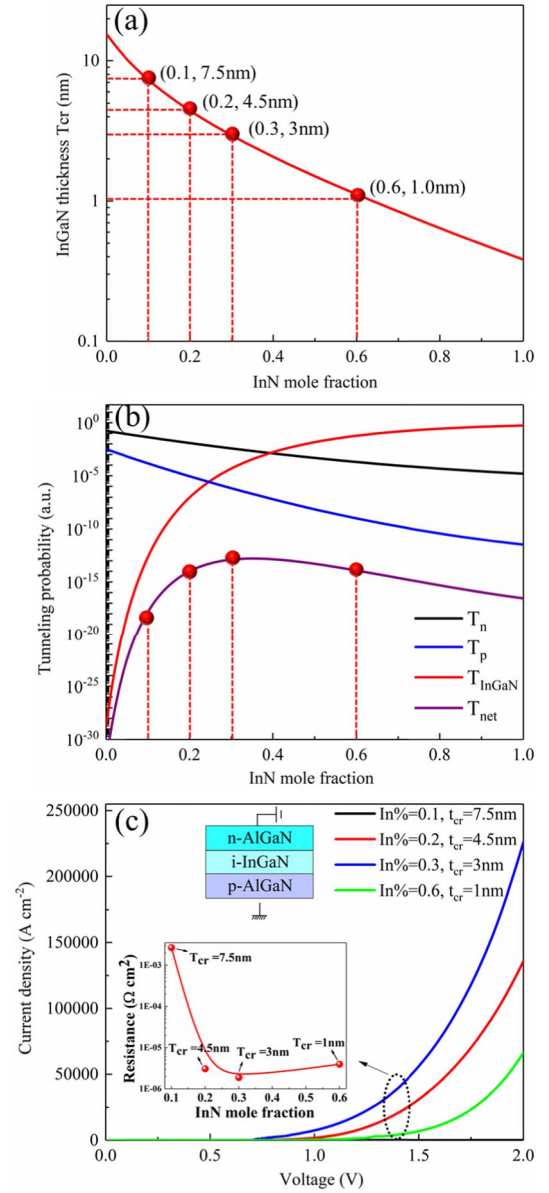 (a)
InGaN thickness Tcr (nm)
10
1
0.1
(0.1, 7.5nm)
(0.2, 4.5nm)
(0.3, 3nm)
(0.6, 1.0nm)
0.0 0.2 0.4 0.6 0.8 1.0
InN mole fraction
(b)
Tunneling probability (a.u.)
10^0
10^-5
10^-10
10^-15
10^-20
10^-25
10^-30
T_n
T_p
T_InGaN
T_net
0.0 0.2 0.4 0.6 0.8 1.0
InN mole fraction
(c)
Current density (A cm^-2)
250000
200000
150000
100000
50000
0
n-AlGaN
i-InGaN
p-AlGaN
In%=0.1, t_cr=7.5nm
In%=0.2, t_cr=4.5nm
In%=0.3, t_cr=3nm
In%=0.6, t_cr=1nm
Resistance (Ω cm^2)
1E-03
1E-04
1E-05
1E-06
T_cr =7.5nm
T_cr =4.5nm
T_cr =3nm
T_cr =1nm
0.1 0.2 0.3 0.4 0.5 0.6
InN mole fraction
0.0 0.5 1.0 1.5 2.0
Voltage (V)